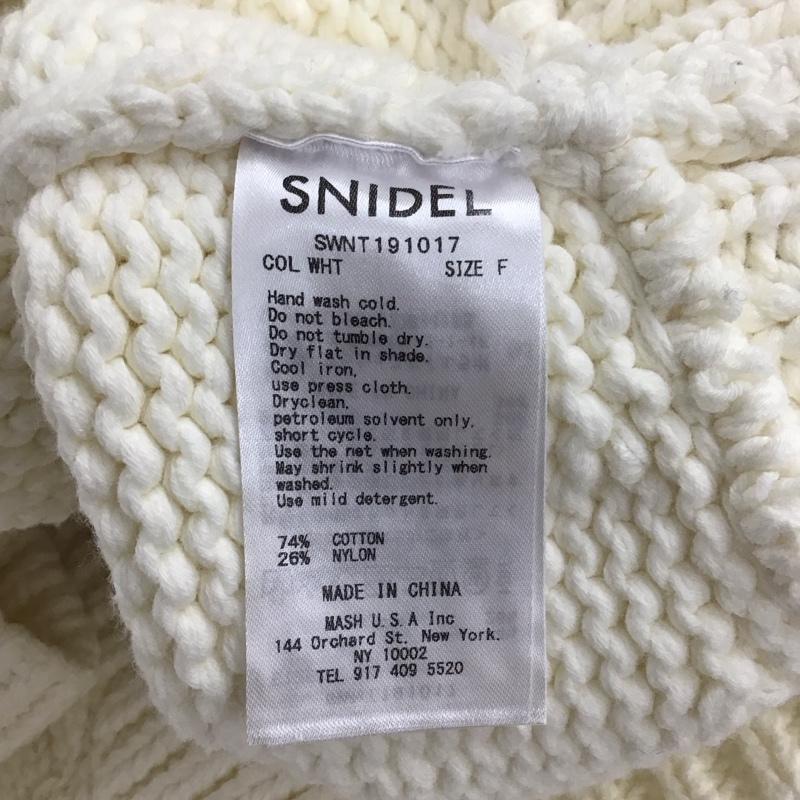 SNIDEL
SWNT191017
COL WHT SIZE F
Hand wash cold.
Do not bleach.
Do not tumble dry.
Dry flat in shade.
Cool iron,
use press cloth.
Dryclean,
petroleum solvent only.
short cycle.
Use the net when washing.
May shrink slightly when
washed.
Use mild detergent.
74% COTTON
26% NYLON
MADE IN CHINA
MASH U.S.A Inc
144 Orchard St. New York.
NY 10002
TEL 917 409 5520